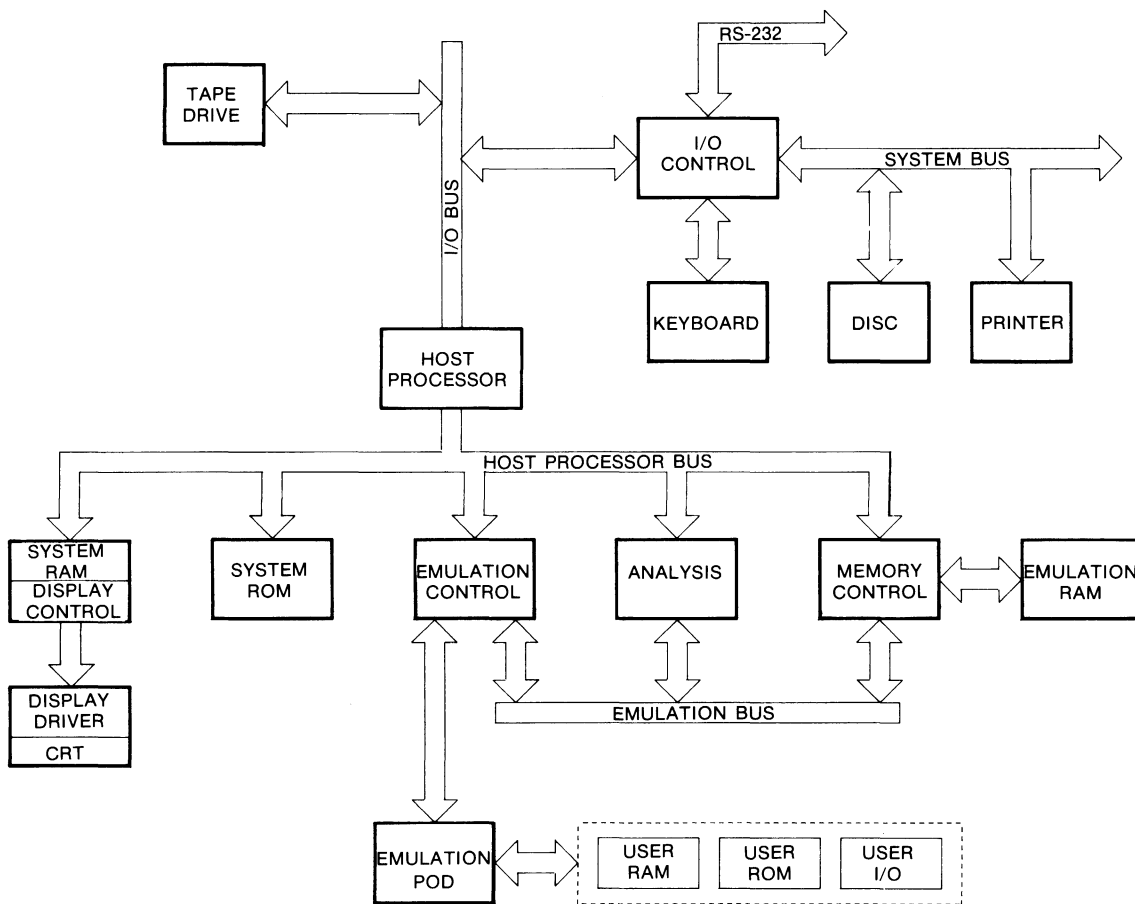 RS-232
TAPE
DRIVE
I/O
CONTROL
SYSTEM BUS
I/O BUS
KEYBOARD
DISC
PRINTER
HOST
PROCESSOR
HOST PROCESSOR BUS
SYSTEM
RAM
DISPLAY
CONTROL
SYSTEM
ROM
EMULATION
CONTROL
ANALYSIS
MEMORY
CONTROL
EMULATION
RAM
DISPLAY
DRIVER
CRT
EMULATION BUS
EMULATION
POD
USER
RAM
USER
ROM
USER
I/O